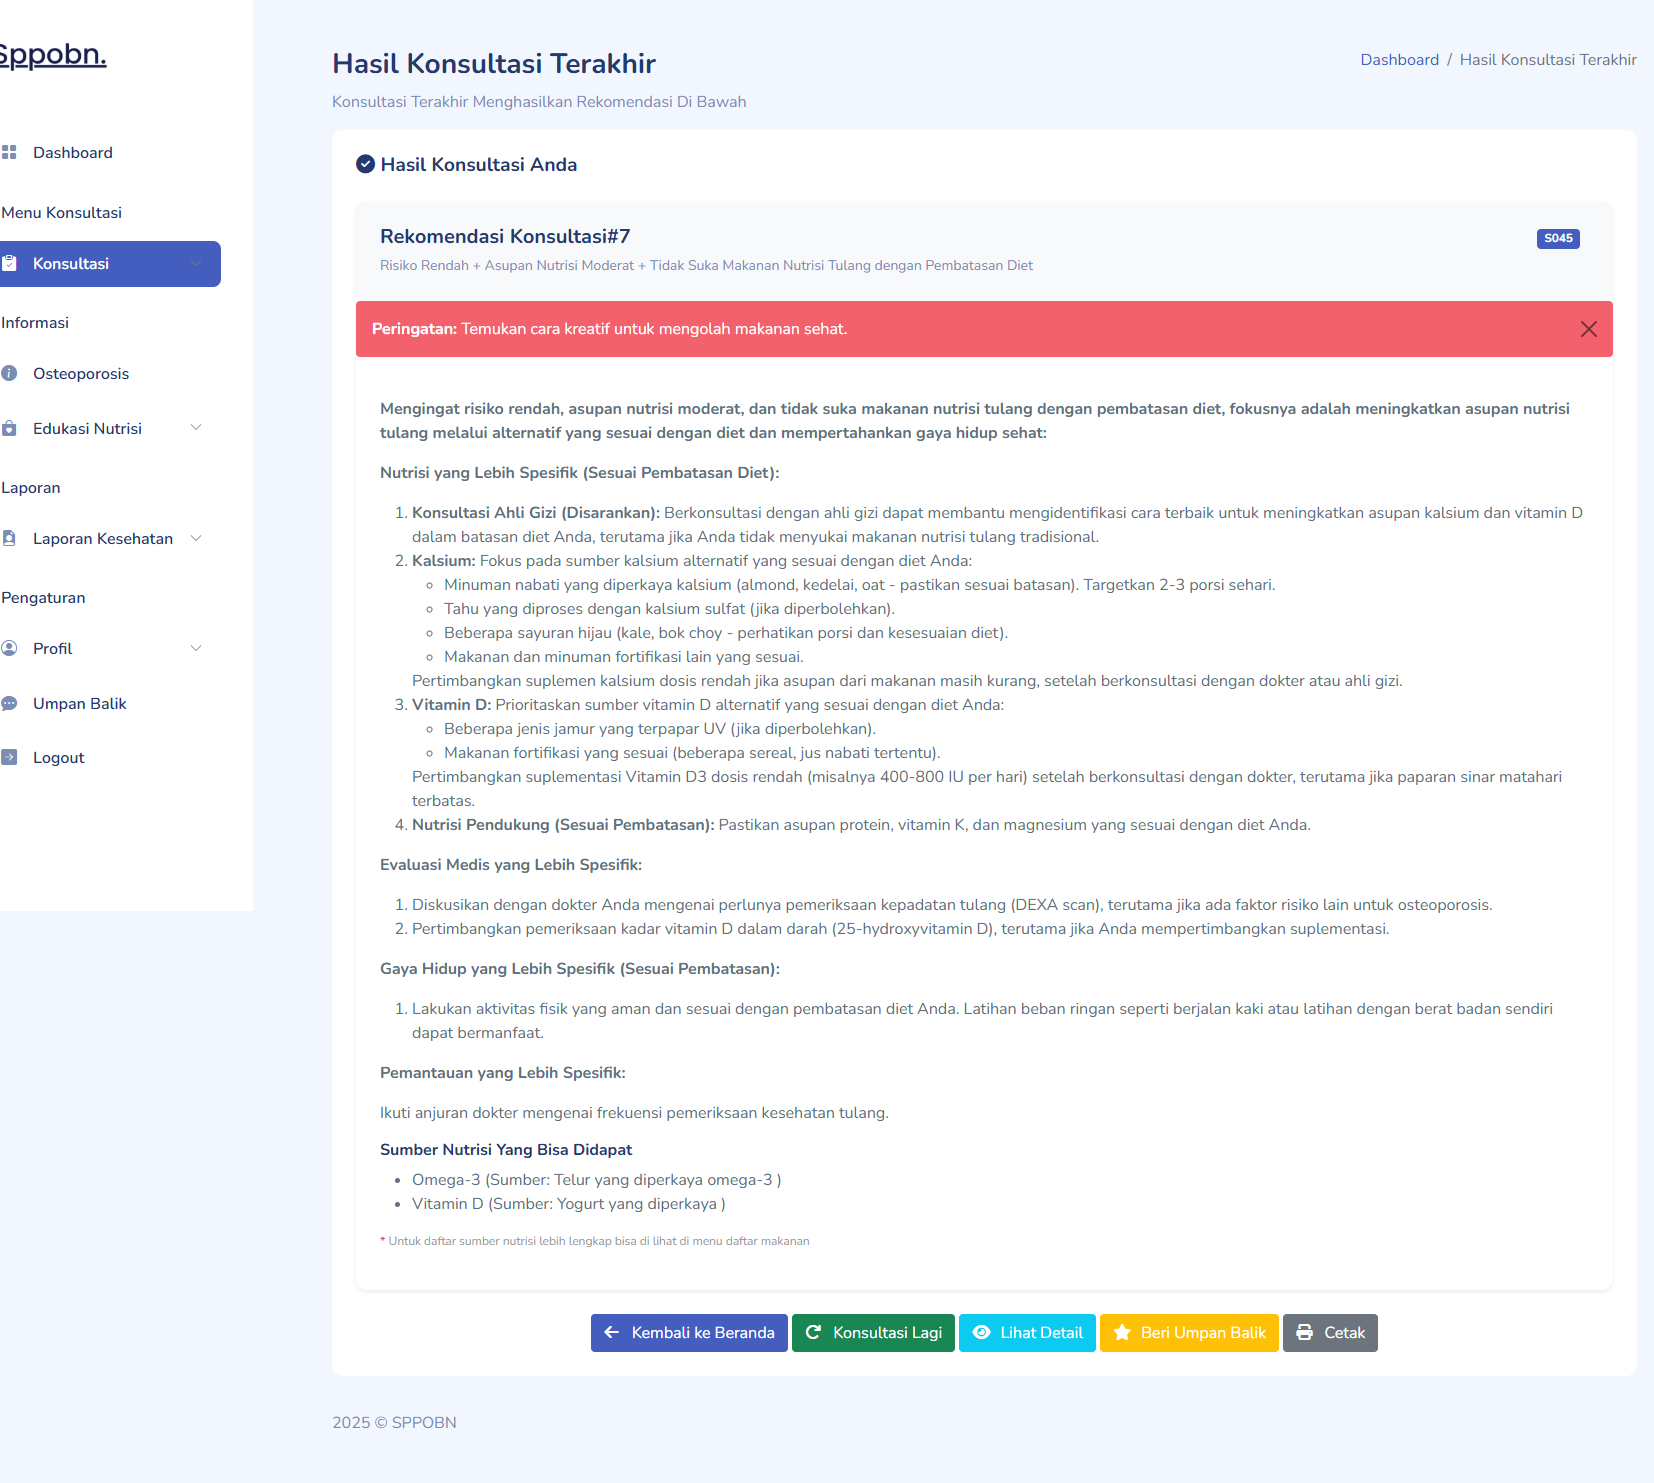 Sppobn.
Dashboard
Menu Konsultasi
Konsultasi
Informasi
Osteoporosis
Edukasi Nutrisi
Laporan
Laporan Kesehatan
Pengaturan
Profil
Umpan Balik
Logout
Hasil Konsultasi Terakhir
Konsultasi Terakhir Menghasilkan Rekomendasi Di Bawah
Dashboard / Hasil Konsultasi Terakhir
Hasil Konsultasi Anda
Rekomendasi Konsultasi#7
S045
Risiko Rendah + Asupan Nutrisi Moderat + Tidak Suka Makanan Nutrisi Tulang dengan Pembatasan Diet
Peringatan: Temukan cara kreatif untuk mengolah makanan sehat.
Mengingat risiko rendah, asupan nutrisi moderat, dan tidak suka makanan nutrisi tulang dengan pembatasan diet, fokusnya adalah meningkatkan asupan nutrisi
tulang melalui alternatif yang sesuai dengan diet dan mempertahankan gaya hidup sehat:
Nutrisi yang Lebih Spesifik (Sesuai Pembatasan Diet):
1. Konsultasi Ahli Gizi (Disarankan): Berkonsultasi dengan ahli gizi dapat membantu mengidentifikasi cara terbaik untuk meningkatkan asupan kalsium dan vitamin D
dalam batasan diet Anda, terutama jika Anda tidak menyukai makanan nutrisi tulang tradisional.
2. Kalsium: Fokus pada sumber kalsium alternatif yang sesuai dengan diet Anda:
◦ Minuman nabati yang diperkaya kalsium (almond, kedelai, oat - pastikan sesuai batasan). Targetkan 2-3 porsi sehari.
◦ Tahu yang diproses dengan kalsium sulfat (jika diperbolehkan).
◦ Beberapa sayuran hijau (kale, bok choy - perhatikan porsi dan kesesuaian diet).
◦ Makanan dan minuman fortifikasi lain yang sesuai.
Pertimbangkan suplemen kalsium dosis rendah jika asupan dari makanan masih kurang, setelah berkonsultasi dengan dokter atau ahli gizi.
3. Vitamin D: Prioritaskan sumber vitamin D alternatif yang sesuai dengan diet Anda:
◦ Beberapa jenis jamur yang terpapar UV (jika diperbolehkan).
◦ Makanan fortifikasi yang sesuai (beberapa sereal, jus nabati tertentu).
Pertimbangkan suplementasi Vitamin D3 dosis rendah (misalnya 400-800 IU per hari) setelah berkonsultasi dengan dokter, terutama jika paparan sinar matahari
terbatas.
4. Nutrisi Pendukung (Sesuai Pembatasan): Pastikan asupan protein, vitamin K, dan magnesium yang sesuai dengan diet Anda.
Evaluasi Medis yang Lebih Spesifik:
1. Diskusikan dengan dokter Anda mengenai perlunya pemeriksaan kepadatan tulang (DEXA scan), terutama jika ada faktor risiko lain untuk osteoporosis.
2. Pertimbangkan pemeriksaan kadar vitamin D dalam darah (25-hydroxyvitamin D), terutama jika Anda mempertimbangkan suplementasi.
Gaya Hidup yang Lebih Spesifik (Sesuai Pembatasan):
1. Lakukan aktivitas fisik yang aman dan sesuai dengan pembatasan diet Anda. Latihan beban ringan seperti berjalan kaki atau latihan dengan berat badan sendiri
dapat bermanfaat.
Pemantauan yang Lebih Spesifik:
Ikuti anjuran dokter mengenai frekuensi pemeriksaan kesehatan tulang.
Sumber Nutrisi Yang Bisa Didapat
• Omega-3 (Sumber: Telur yang diperkaya omega-3 )
• Vitamin D (Sumber: Yogurt yang diperkaya )
* Untuk daftar sumber nutrisi lebih lengkap bisa di lihat di menu daftar makanan
Kembali ke Beranda
Konsultasi Lagi
Lihat Detail
Beri Umpan Balik
Cetak
2025 © SPPOBN